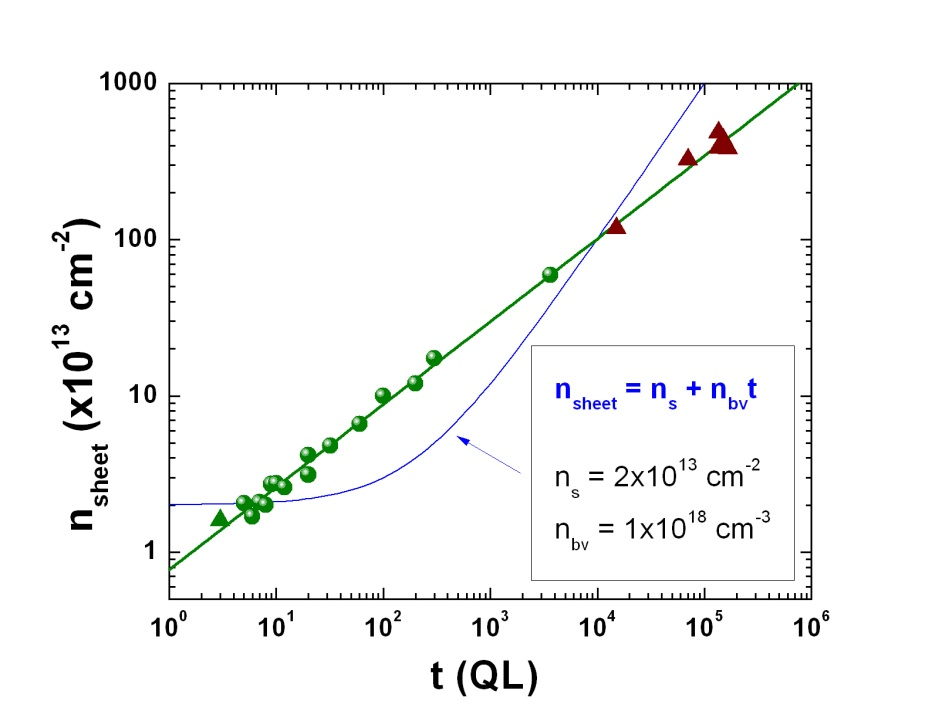 1000
100
10
1
n_sheet (x10^13 cm^-2)
n_sheet = n_s + n_bv t
n_s = 2x10^13 cm^-2
n_bv = 1x10^18 cm^-3
10^0 10^1 10^2 10^3 10^4 10^5 10^6
t (QL)